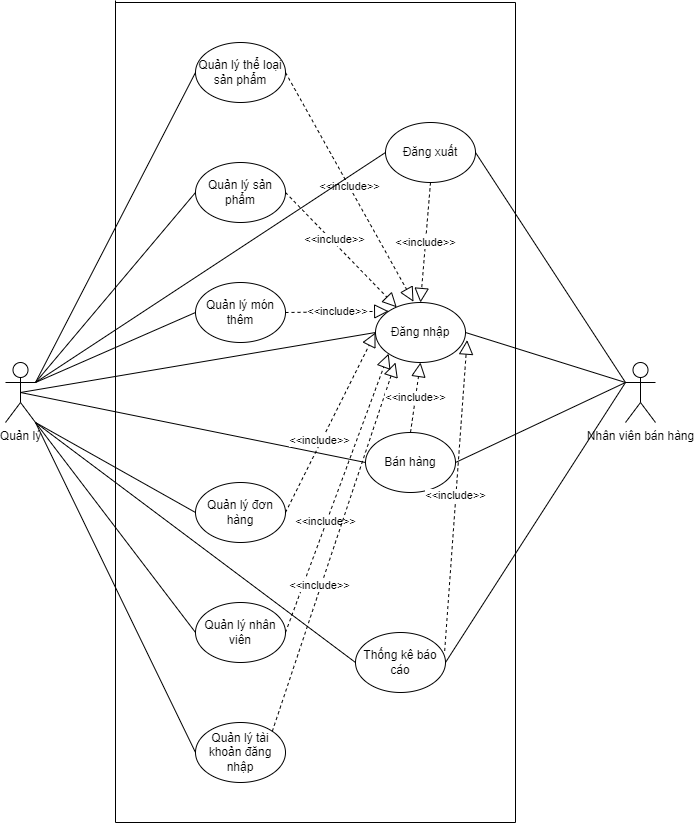 Quản lý thể loại
sản phẩm
Đăng xuất
<<include>>
Quản lý sản
phẩm
<<include>>
<<include>>
Quản lý món
thêm
<<include>>
Đăng nhập
<<include>>
Quản lý
Nhân viên bán hàng
<<include>>
Bán hàng
<<include>>
Quản lý đơn
hàng
<<include>>
<<include>>
Quản lý nhân
viên
Thống kê báo
cáo
Quản lý tài
khoản đăng
nhập